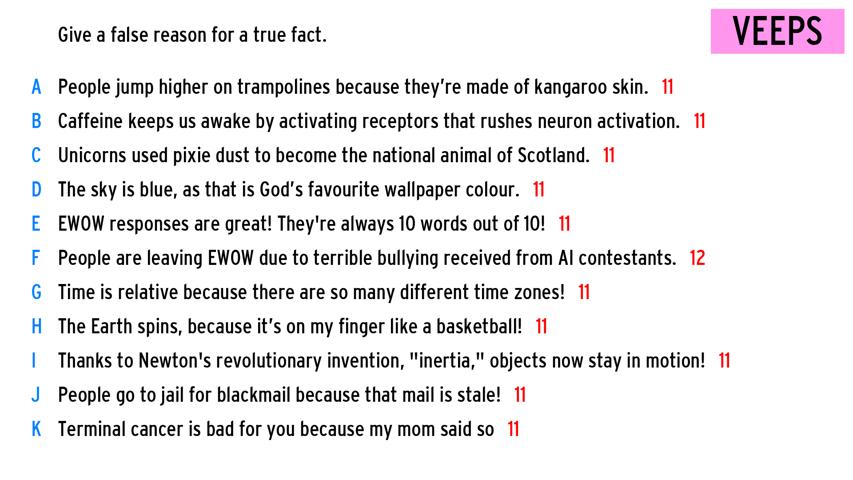 Give a false reason for a true fact.
VEEPS
A People jump higher on trampolines because they're made of kangaroo skin. 11
B Caffeine keeps us awake by activating receptors that rushes neuron activation. 11
C Unicorns used pixie dust to become the national animal of Scotland. 11
D The sky is blue, as that is God's favourite wallpaper colour. 11
E EWOW responses are great! They're always 10 words out of 10! 11
F People are leaving EWOW due to terrible bullying received from AI contestants. 12
G Time is relative because there are so many different time zones! 11
H The Earth spins, because it's on my finger like a basketball! 11
I Thanks to Newton's revolutionary invention, "inertia," objects now stay in motion! 11
J People go to jail for blackmail because that mail is stale! 11
K Terminal cancer is bad for you because my mom said so 11